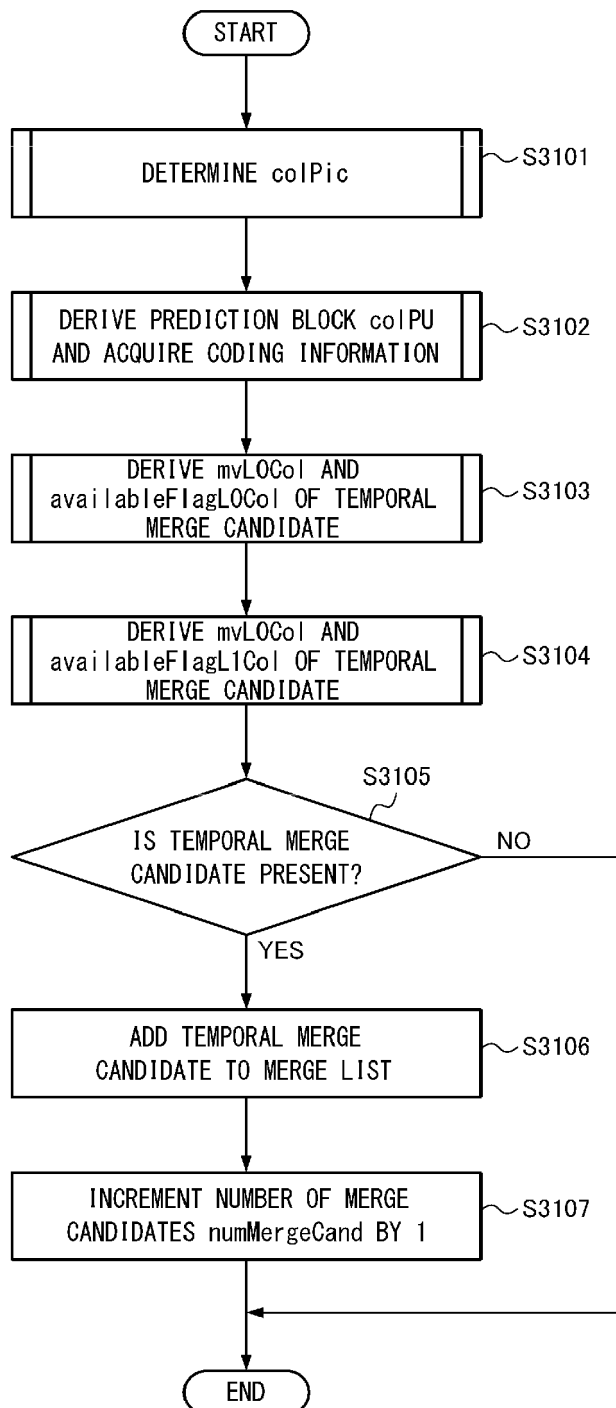 START
DETERMINE colPic
S3101
DERIVE PREDICTION BLOCK colPU
AND ACQUIRE CODING INFORMATION
S3102
DERIVE mvL0Col AND
availableFlagL0Col OF TEMPORAL
MERGE CANDIDATE
S3103
DERIVE mvL0Col AND
availableFlagL1Col OF TEMPORAL
MERGE CANDIDATE
S3104
S3105
IS TEMPORAL MERGE
CANDIDATE PRESENT?
NO
YES
ADD TEMPORAL MERGE
CANDIDATE TO MERGE LIST
S3106
INCREMENT NUMBER OF MERGE
CANDIDATES numMergeCand BY 1
S3107
END